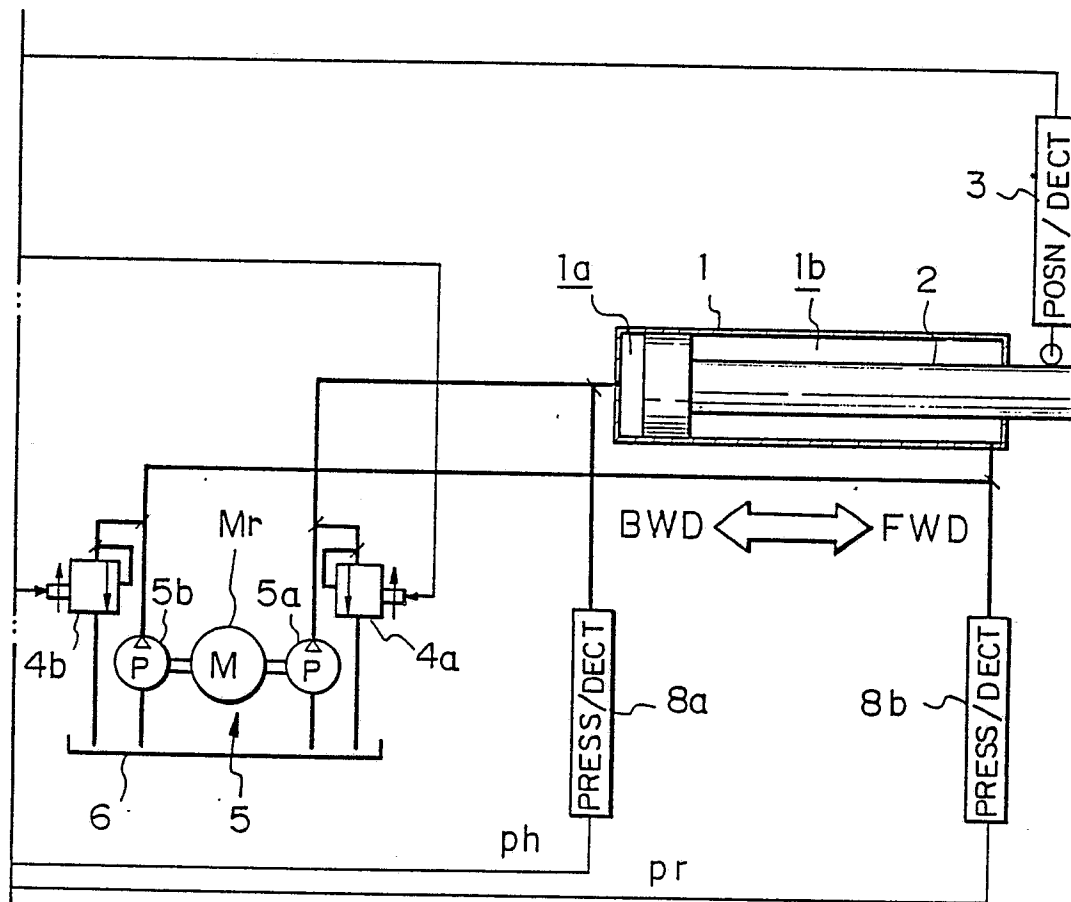 3
POSN/DECT
1a
1
1b
2
BWD
FWD
Mr
5b
5a
4b
P
M
P
4a
PRESS/DECT
8a
8b
PRESS/DECT
6
5
ph
pr